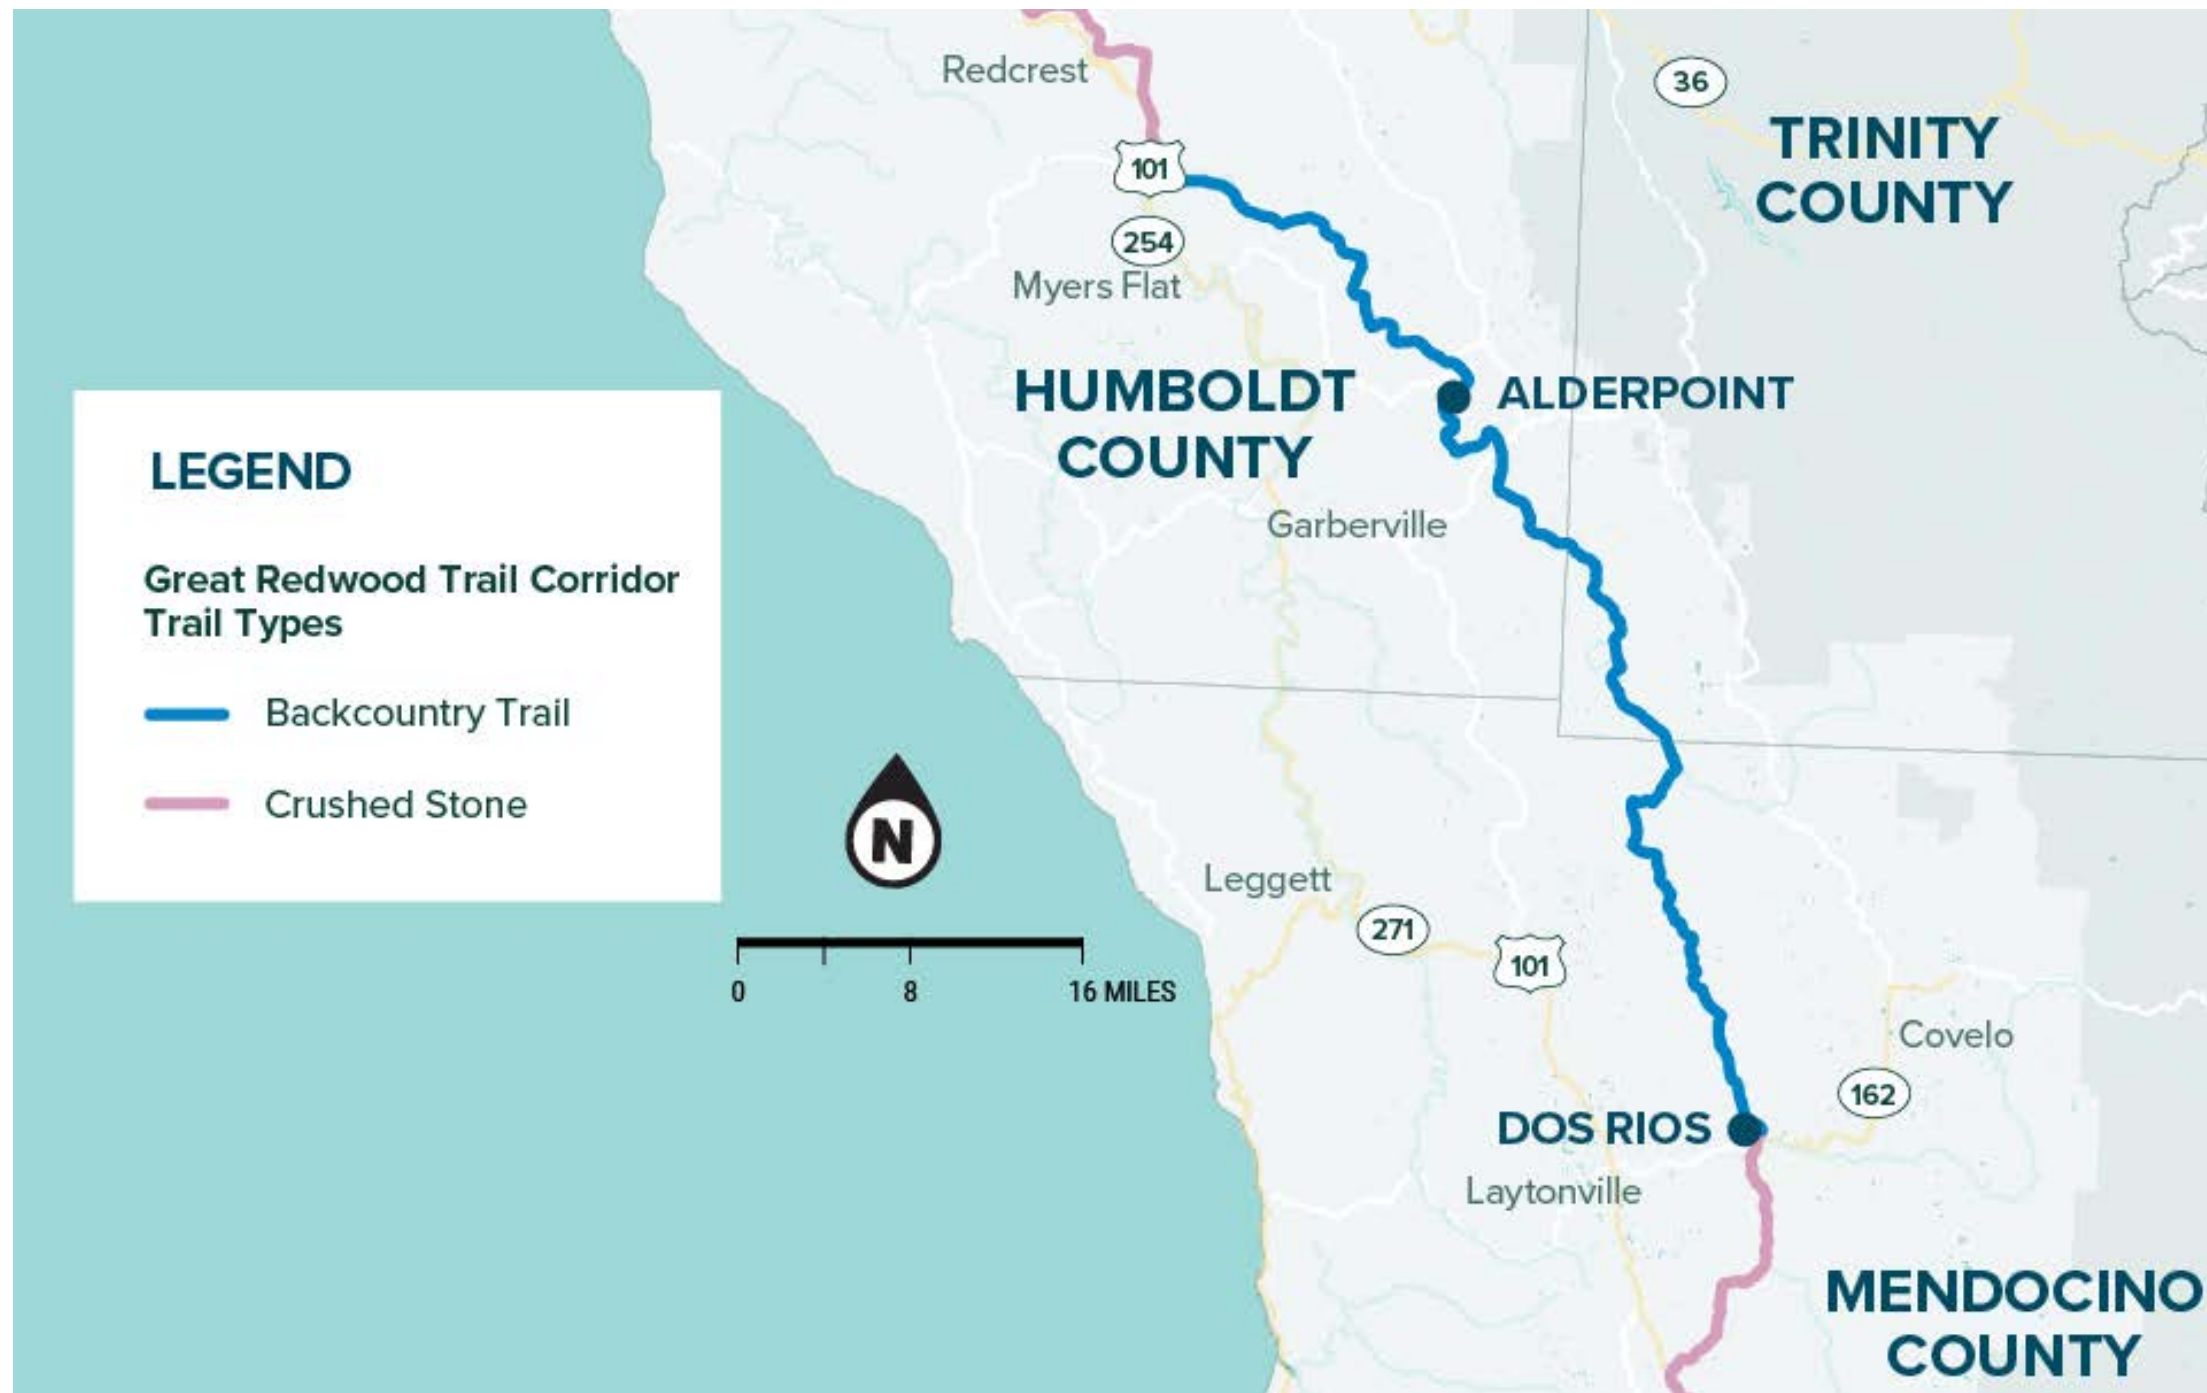 Redcrest
36
TRINITY
COUNTY
101
254
Myers Flat
HUMBOLDT
COUNTY
ALDERPOINT
Garberville
LEGEND
Great Redwood Trail Corridor
Trail Types
Backcountry Trail
Crushed Stone
N
0 8 16 MILES
Leggett
271
101
Covelo
162
DOS RIOS
Laytonville
MENDOCINO
COUNTY